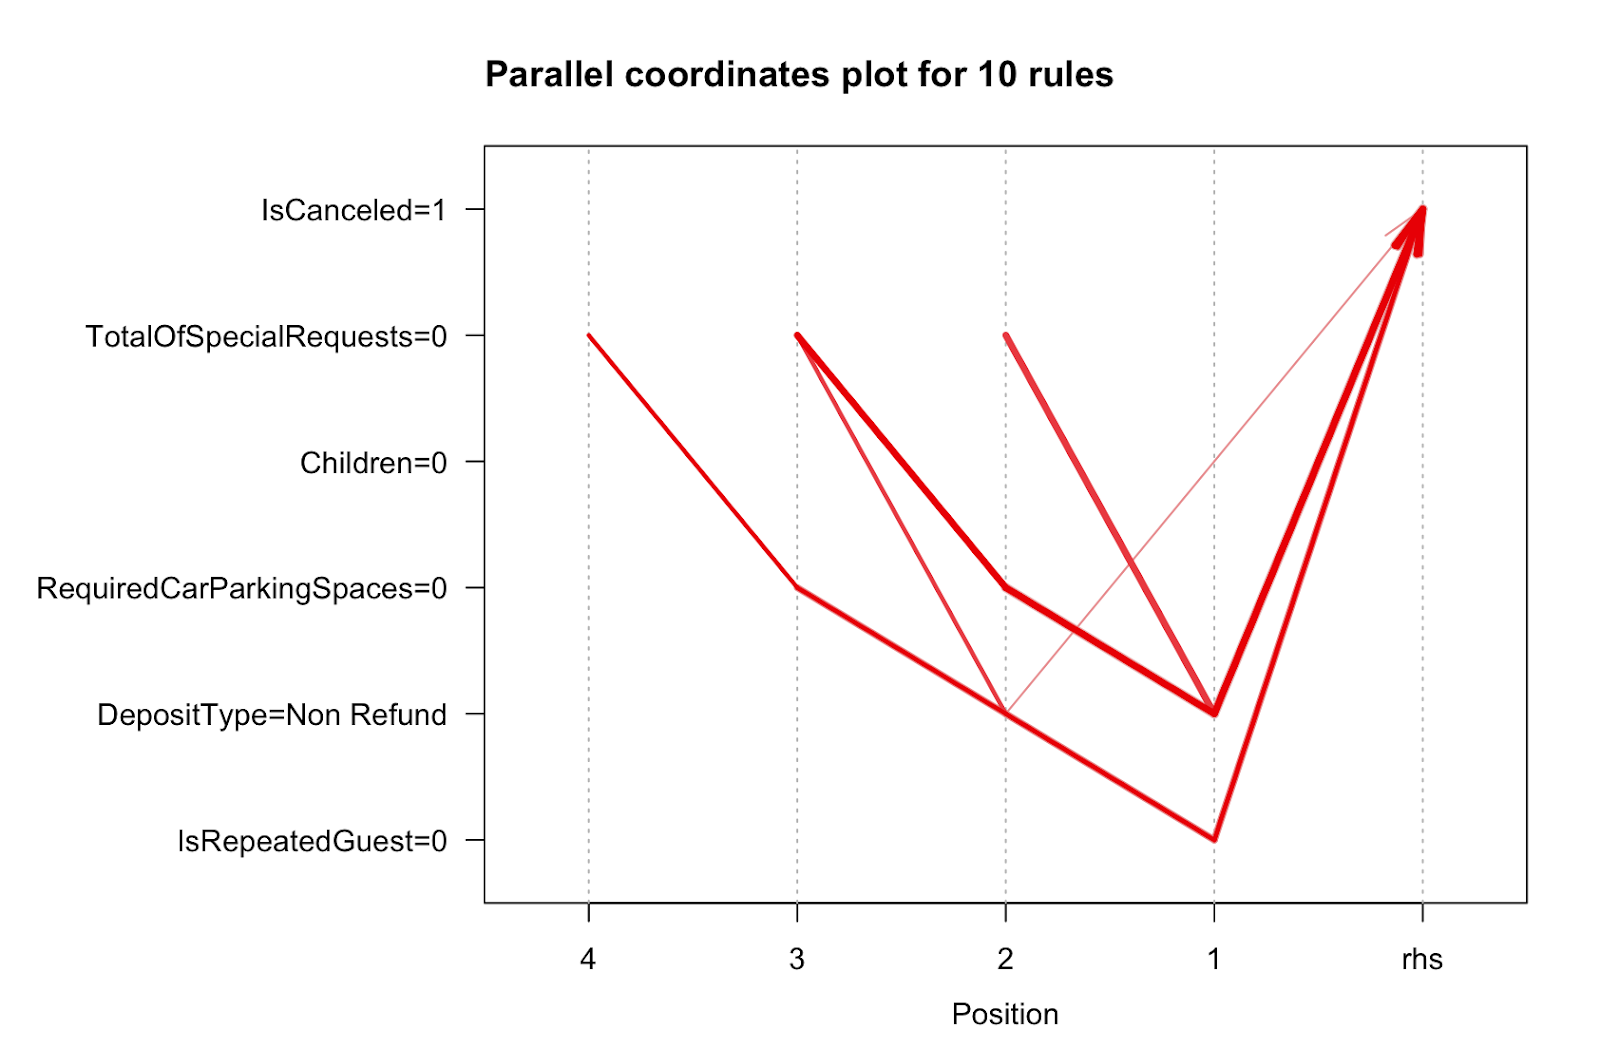 Parallel coordinates plot for 10 rules
IsCanceled=1
TotalOfSpecialRequests=0
Children=0
RequiredCarParkingSpaces=0
DepositType=Non Refund
IsRepeatedGuest=0
4 3 2 1 rhs
Position